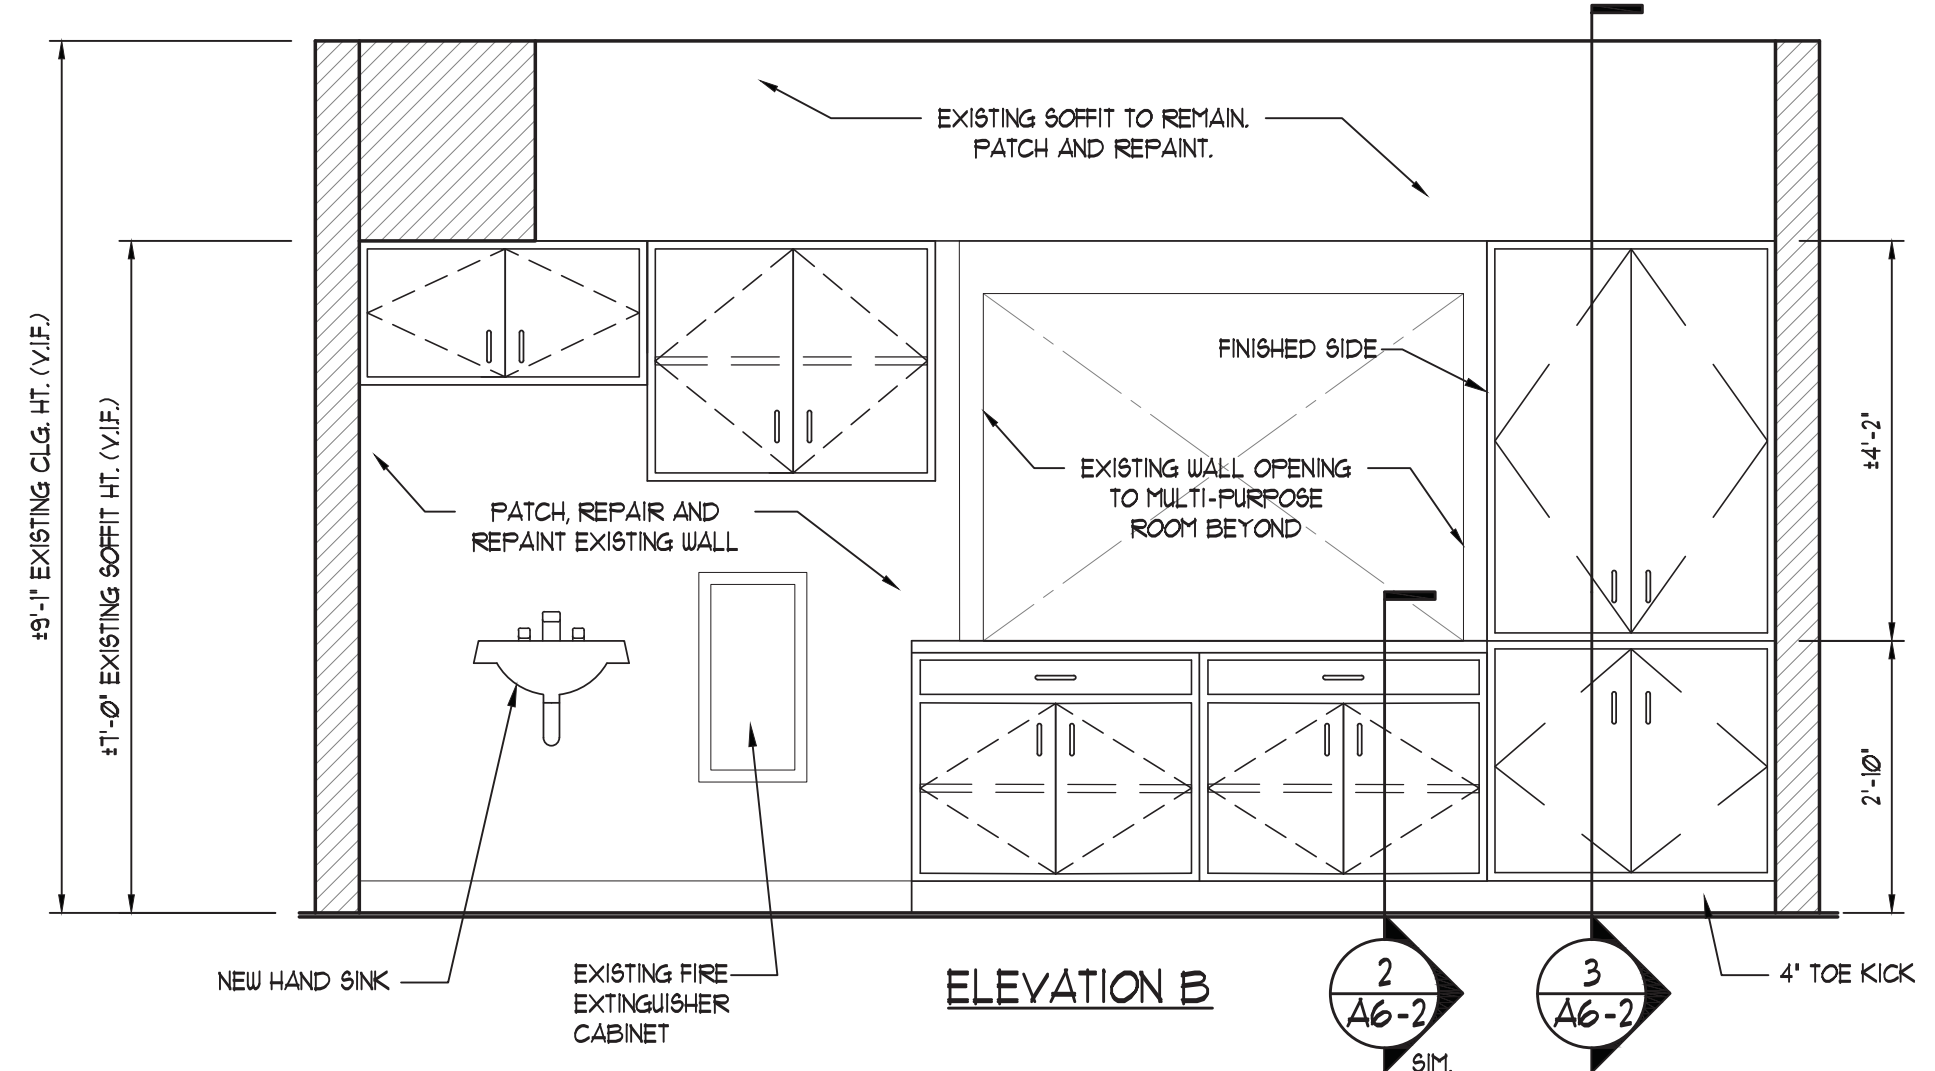 EXISTING SOFFIT TO REMAIN.
PATCH AND REPAINT.
FINISHED SIDE
±9'-1" EXISTING CLG. HT. (V.I.F.)
±7'-0" EXISTING SOFFIT HT. (V.I.F.)
±4'-2"
EXISTING WALL OPENING
TO MULTI-PURPOSE
ROOM BEYOND
PATCH, REPAIR AND
REPAINT EXISTING WALL
2'-10"
NEW HAND SINK
EXISTING FIRE
EXTINGUISHER
CABINET
ELEVATION B
2
A6-2
SIM.
3
A6-2
4" TOE KICK